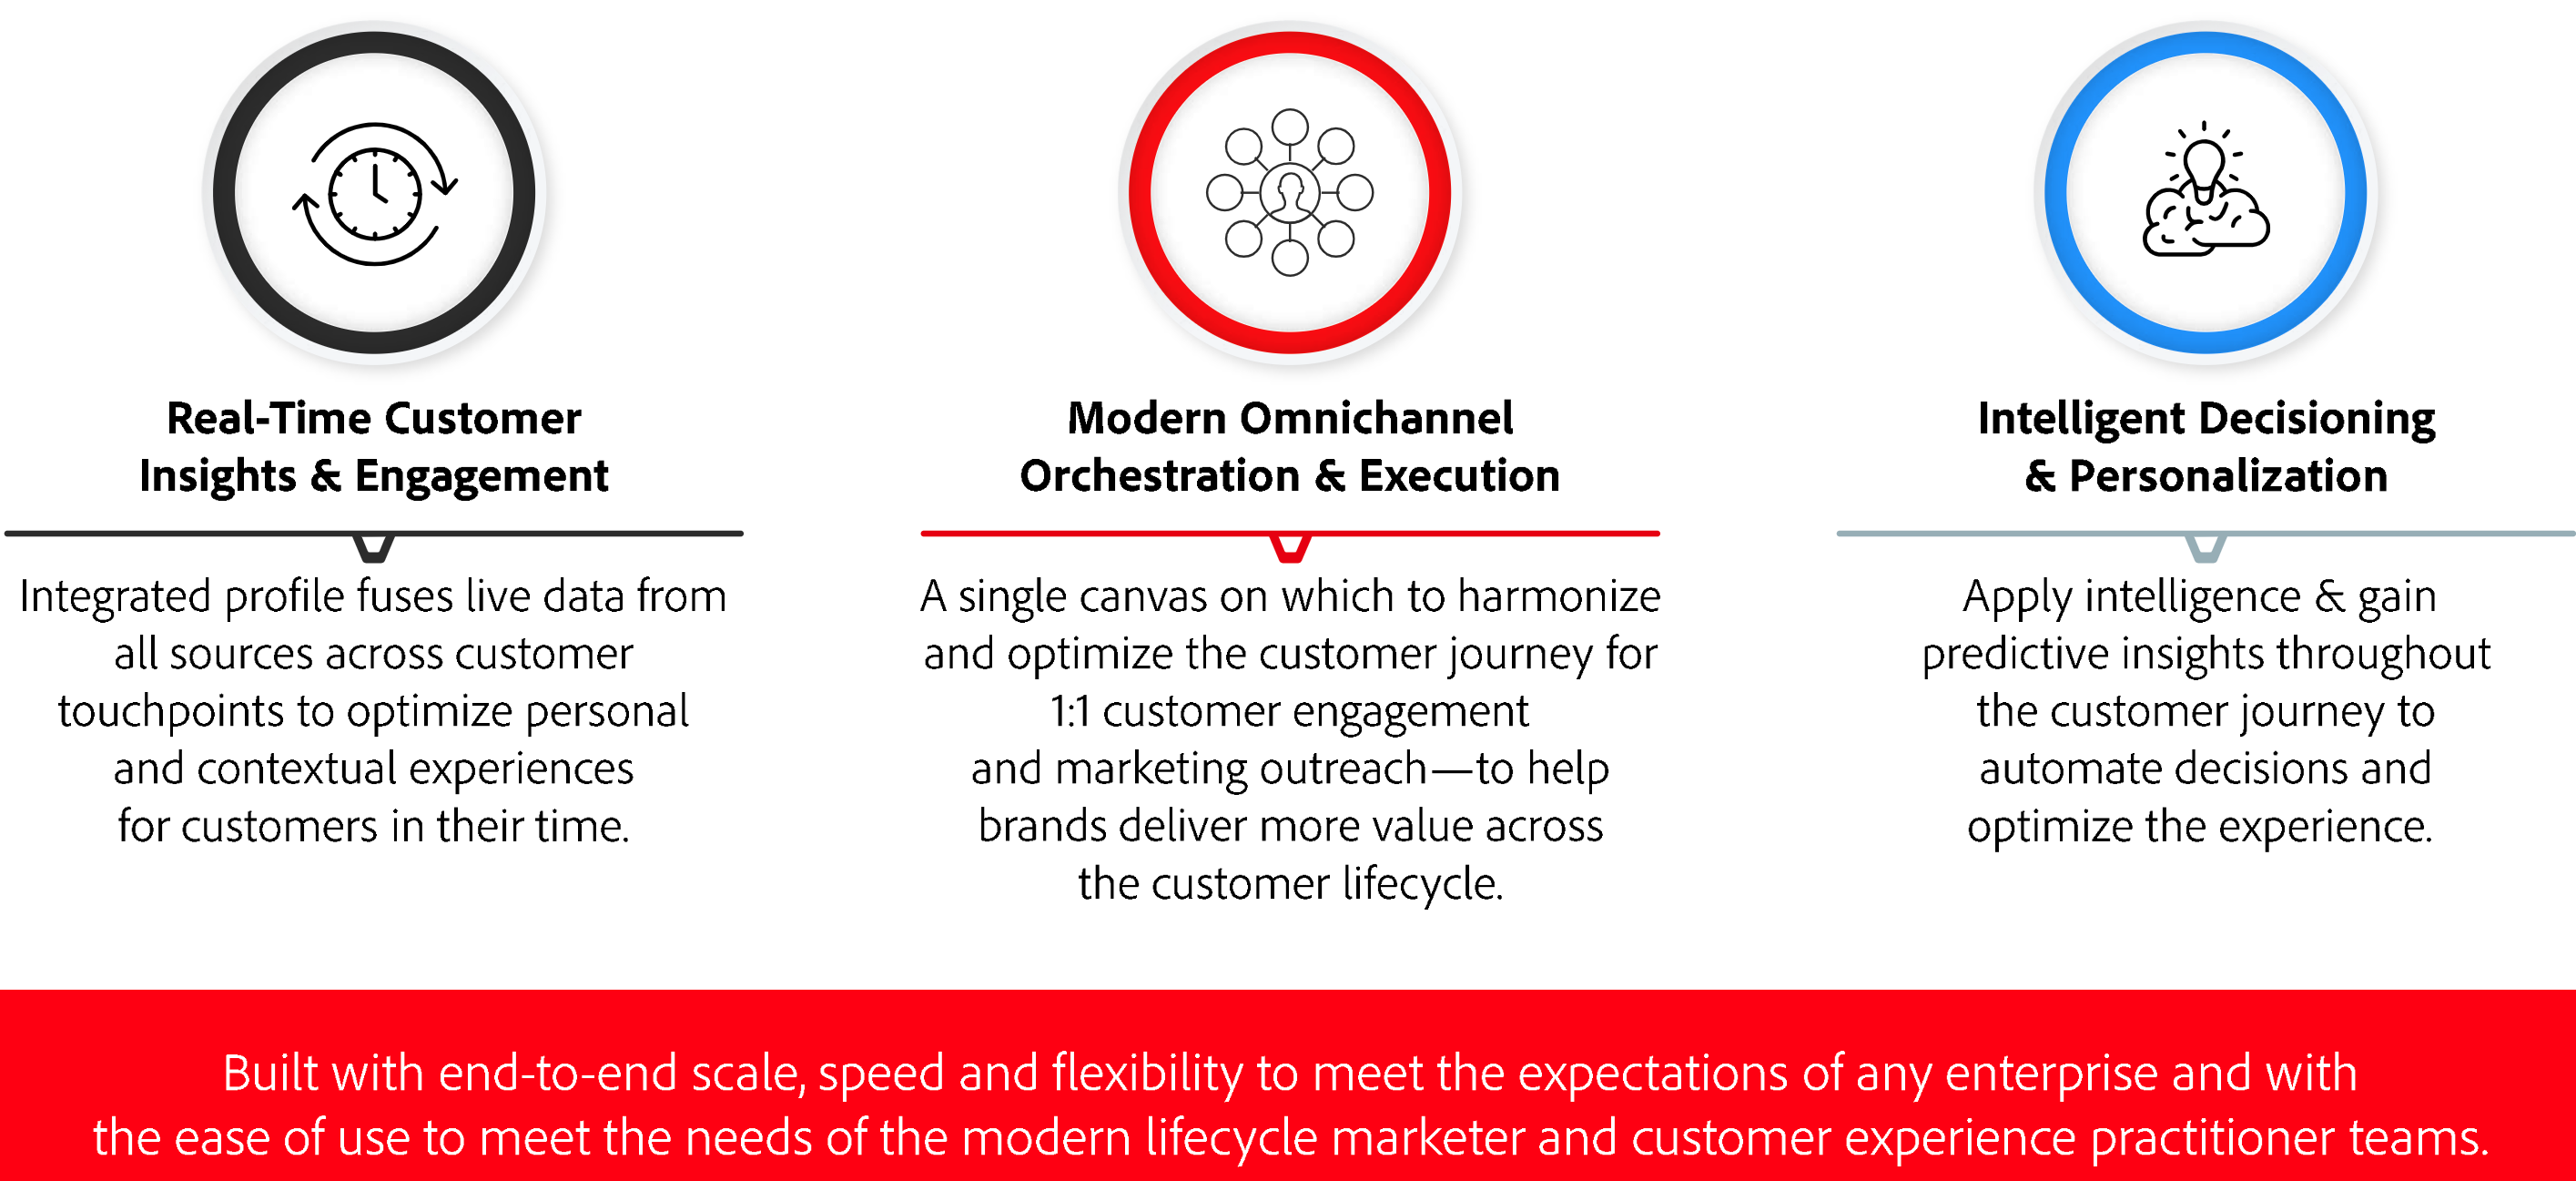 Real-Time Customer
Insights & Engagement
Integrated profile fuses live data from
all sources across customer
touchpoints to optimize personal
and contextual experiences
for customers in their time.
Modern Omnichannel
Orchestration & Execution
A single canvas on which to harmonize
and optimize the customer journey for
1:1 customer engagement
and marketing outreach—to help
brands deliver more value across
the customer lifecycle.
Intelligent Decisioning
& Personalization
Apply intelligence & gain
predictive insights throughout
the customer journey to
automate decisions and
optimize the experience.
Built with end-to-end scale, speed and flexibility to meet the expectations of any enterprise and with
the ease of use to meet the needs of the modern lifecycle marketer and customer experience practitioner teams.